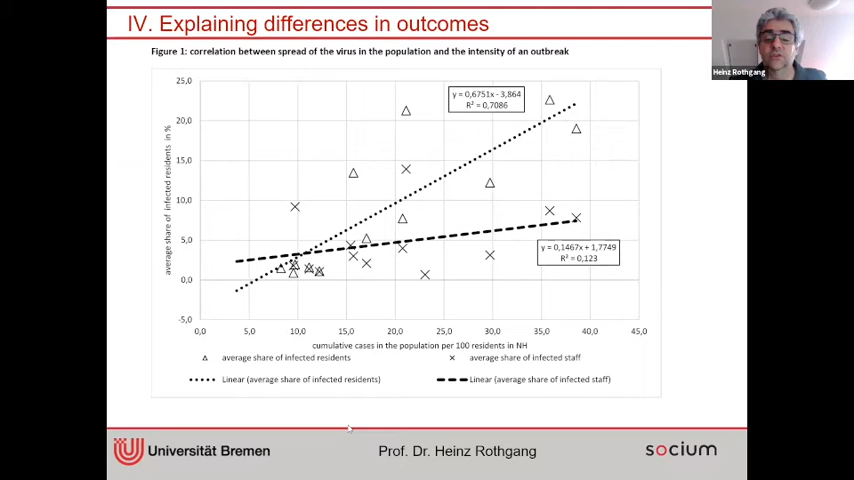 IV. Explaining differences in outcomes
Heinz Rothgang
Figure 1: correlation between spread of the virus in the population and the intensity of an outbreak
average share of infected residents in %
25,0
20,0
15,0
10,0
5,0
0,0
-5,0
y = 0,6751x - 3,864
R² = 0,7086
y = 0,1467x + 1,7749
R² = 0,123
0,0 5,0 10,0 15,0 20,0 25,0 30,0 35,0 40,0 45,0
cumulative cases in the population per 100 residents in NH
average share of infected residents
average share of infected staff
Linear (average share of infected residents)
Linear (average share of infected staff)
Universität Bremen
Prof. Dr. Heinz Rothgang
socium